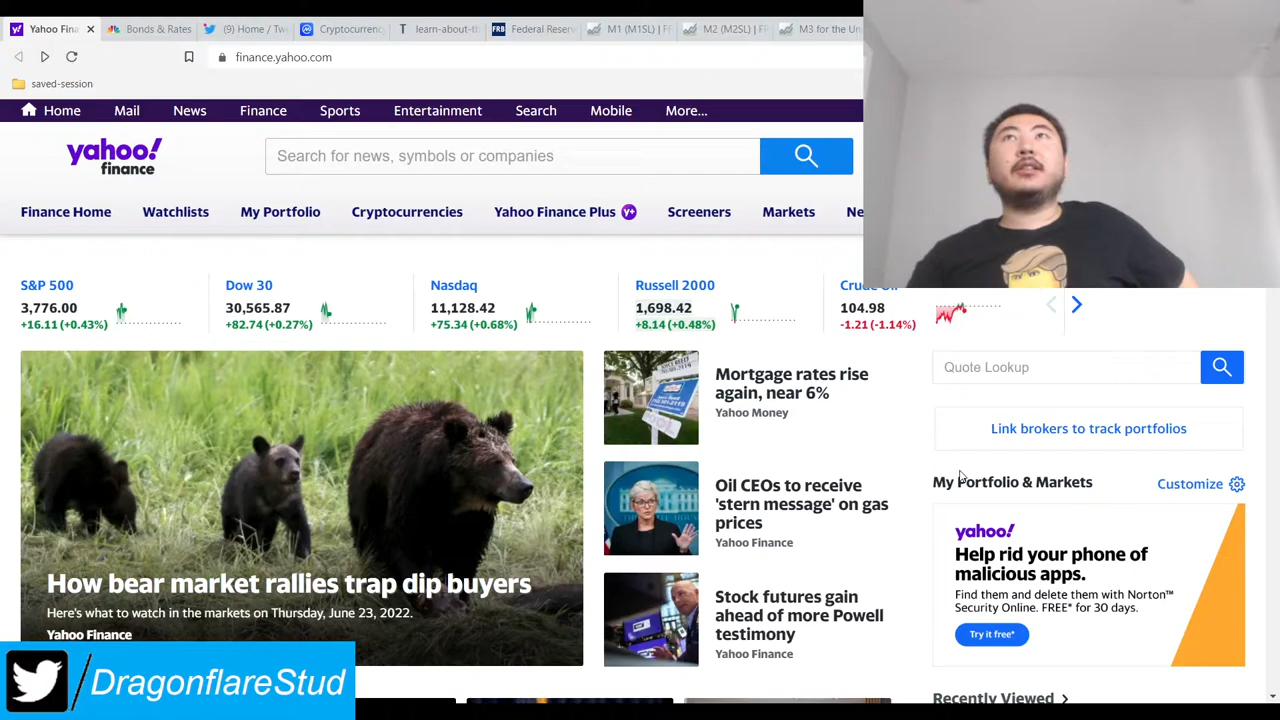 Yahoo Fina
Bonds & Rates
(9) Home / Tw
Cryptocurrenc
learn-about-th
FRB
Federal Reser
M1 (M1SL) | F
M2 (M2SL) | FF
M3 for the Un
finance.yahoo.com
saved-session
Home
Mail
News
Finance
Sports
Entertainment
Search
Mobile
More...
yahoo!
finance
Search for news, symbols or companies
Finance Home
Watchlists
My Portfolio
Cryptocurrencies
Yahoo Finance Plus
Screeners
Markets
Ne
S&P 500
3,776.00
+16.11 (+0.43%)
Dow 30
30,565.87
+82.74 (+0.27%)
Nasdaq
11,128.42
+75.34 (+0.68%)
Russell 2000
1,698.42
+8.14 (+0.48%)
Crude Oil
104.98
-1.21 (-1.14%)
How bear market rallies trap dip buyers
Here's what to watch in the markets on Thursday, June 23, 2022.
Yahoo Finance
Mortgage rates rise
again, near 6%
Yahoo Money
Oil CEOs to receive
'stern message' on gas
prices
Yahoo Finance
Stock futures gain
ahead of more Powell
testimony
Yahoo Finance
Quote Lookup
Link brokers to track portfolios
My Portfolio & Markets
Customize
yahoo!
Help rid your phone of
malicious apps.
Find them and delete them with Norton™
Security Online. FREE* for 30 days.
Try it free*
Recently Viewed
/DragonflareStud